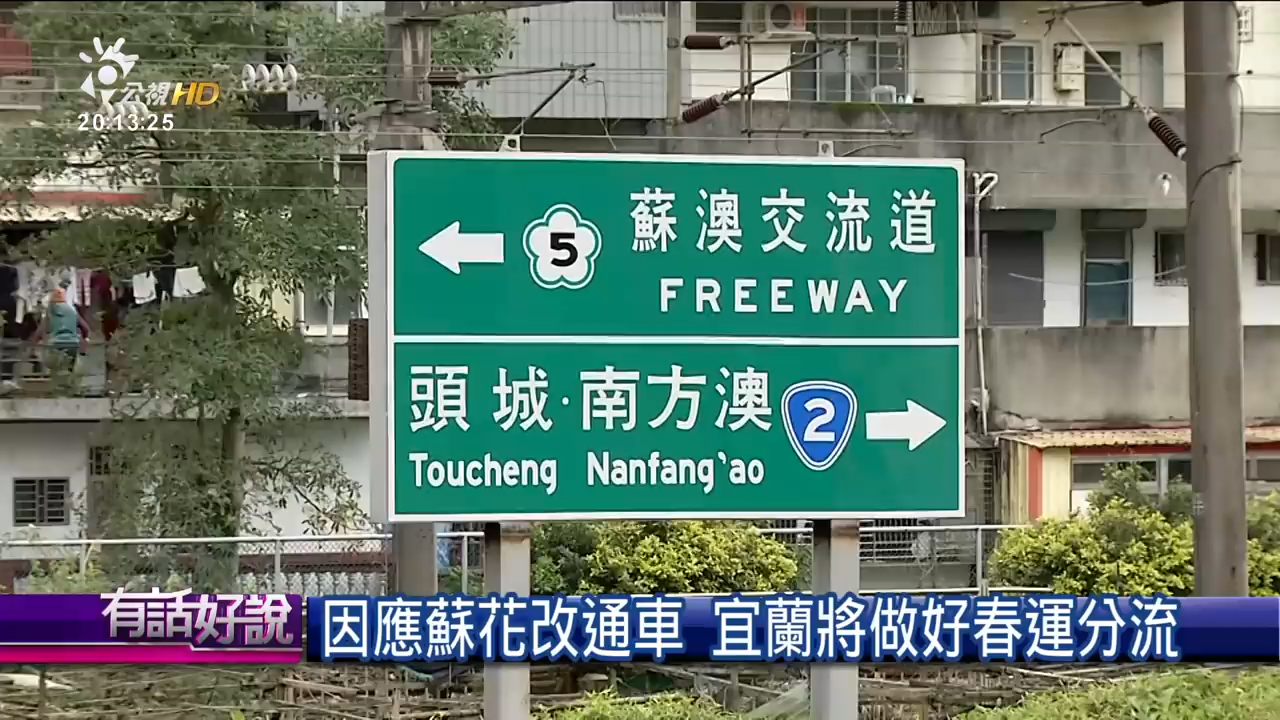 公視HD
20:13:25
5 蘇澳交流道
FREEWAY
頭城·南方澳 2
Toucheng Nanfang'ao
有話好說
因應蘇花改通車 宜蘭將做好春運分流